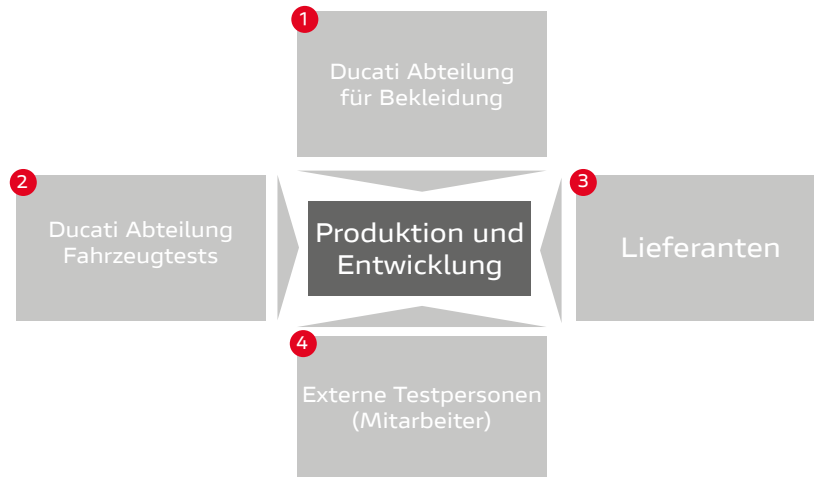 1
Ducati Abteilung
für Bekleidung
2
Ducati Abteilung
Fahrzeugtests
Produktion und
Entwicklung
3
Lieferanten
4
Externe Testpersonen
(Mitarbeiter)